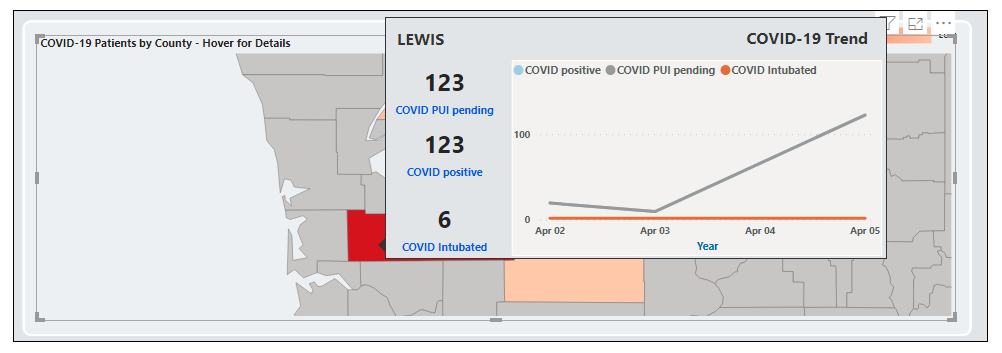 COVID-19 Patients by County - Hover for Details
LEWIS
COVID-19 Trend
123
COVID PUI pending
123
COVID positive
6
COVID Intubated
COVID positive COVID PUI pending COVID Intubated
100
0
Apr 02 Apr 03 Apr 04 Apr 05
Year